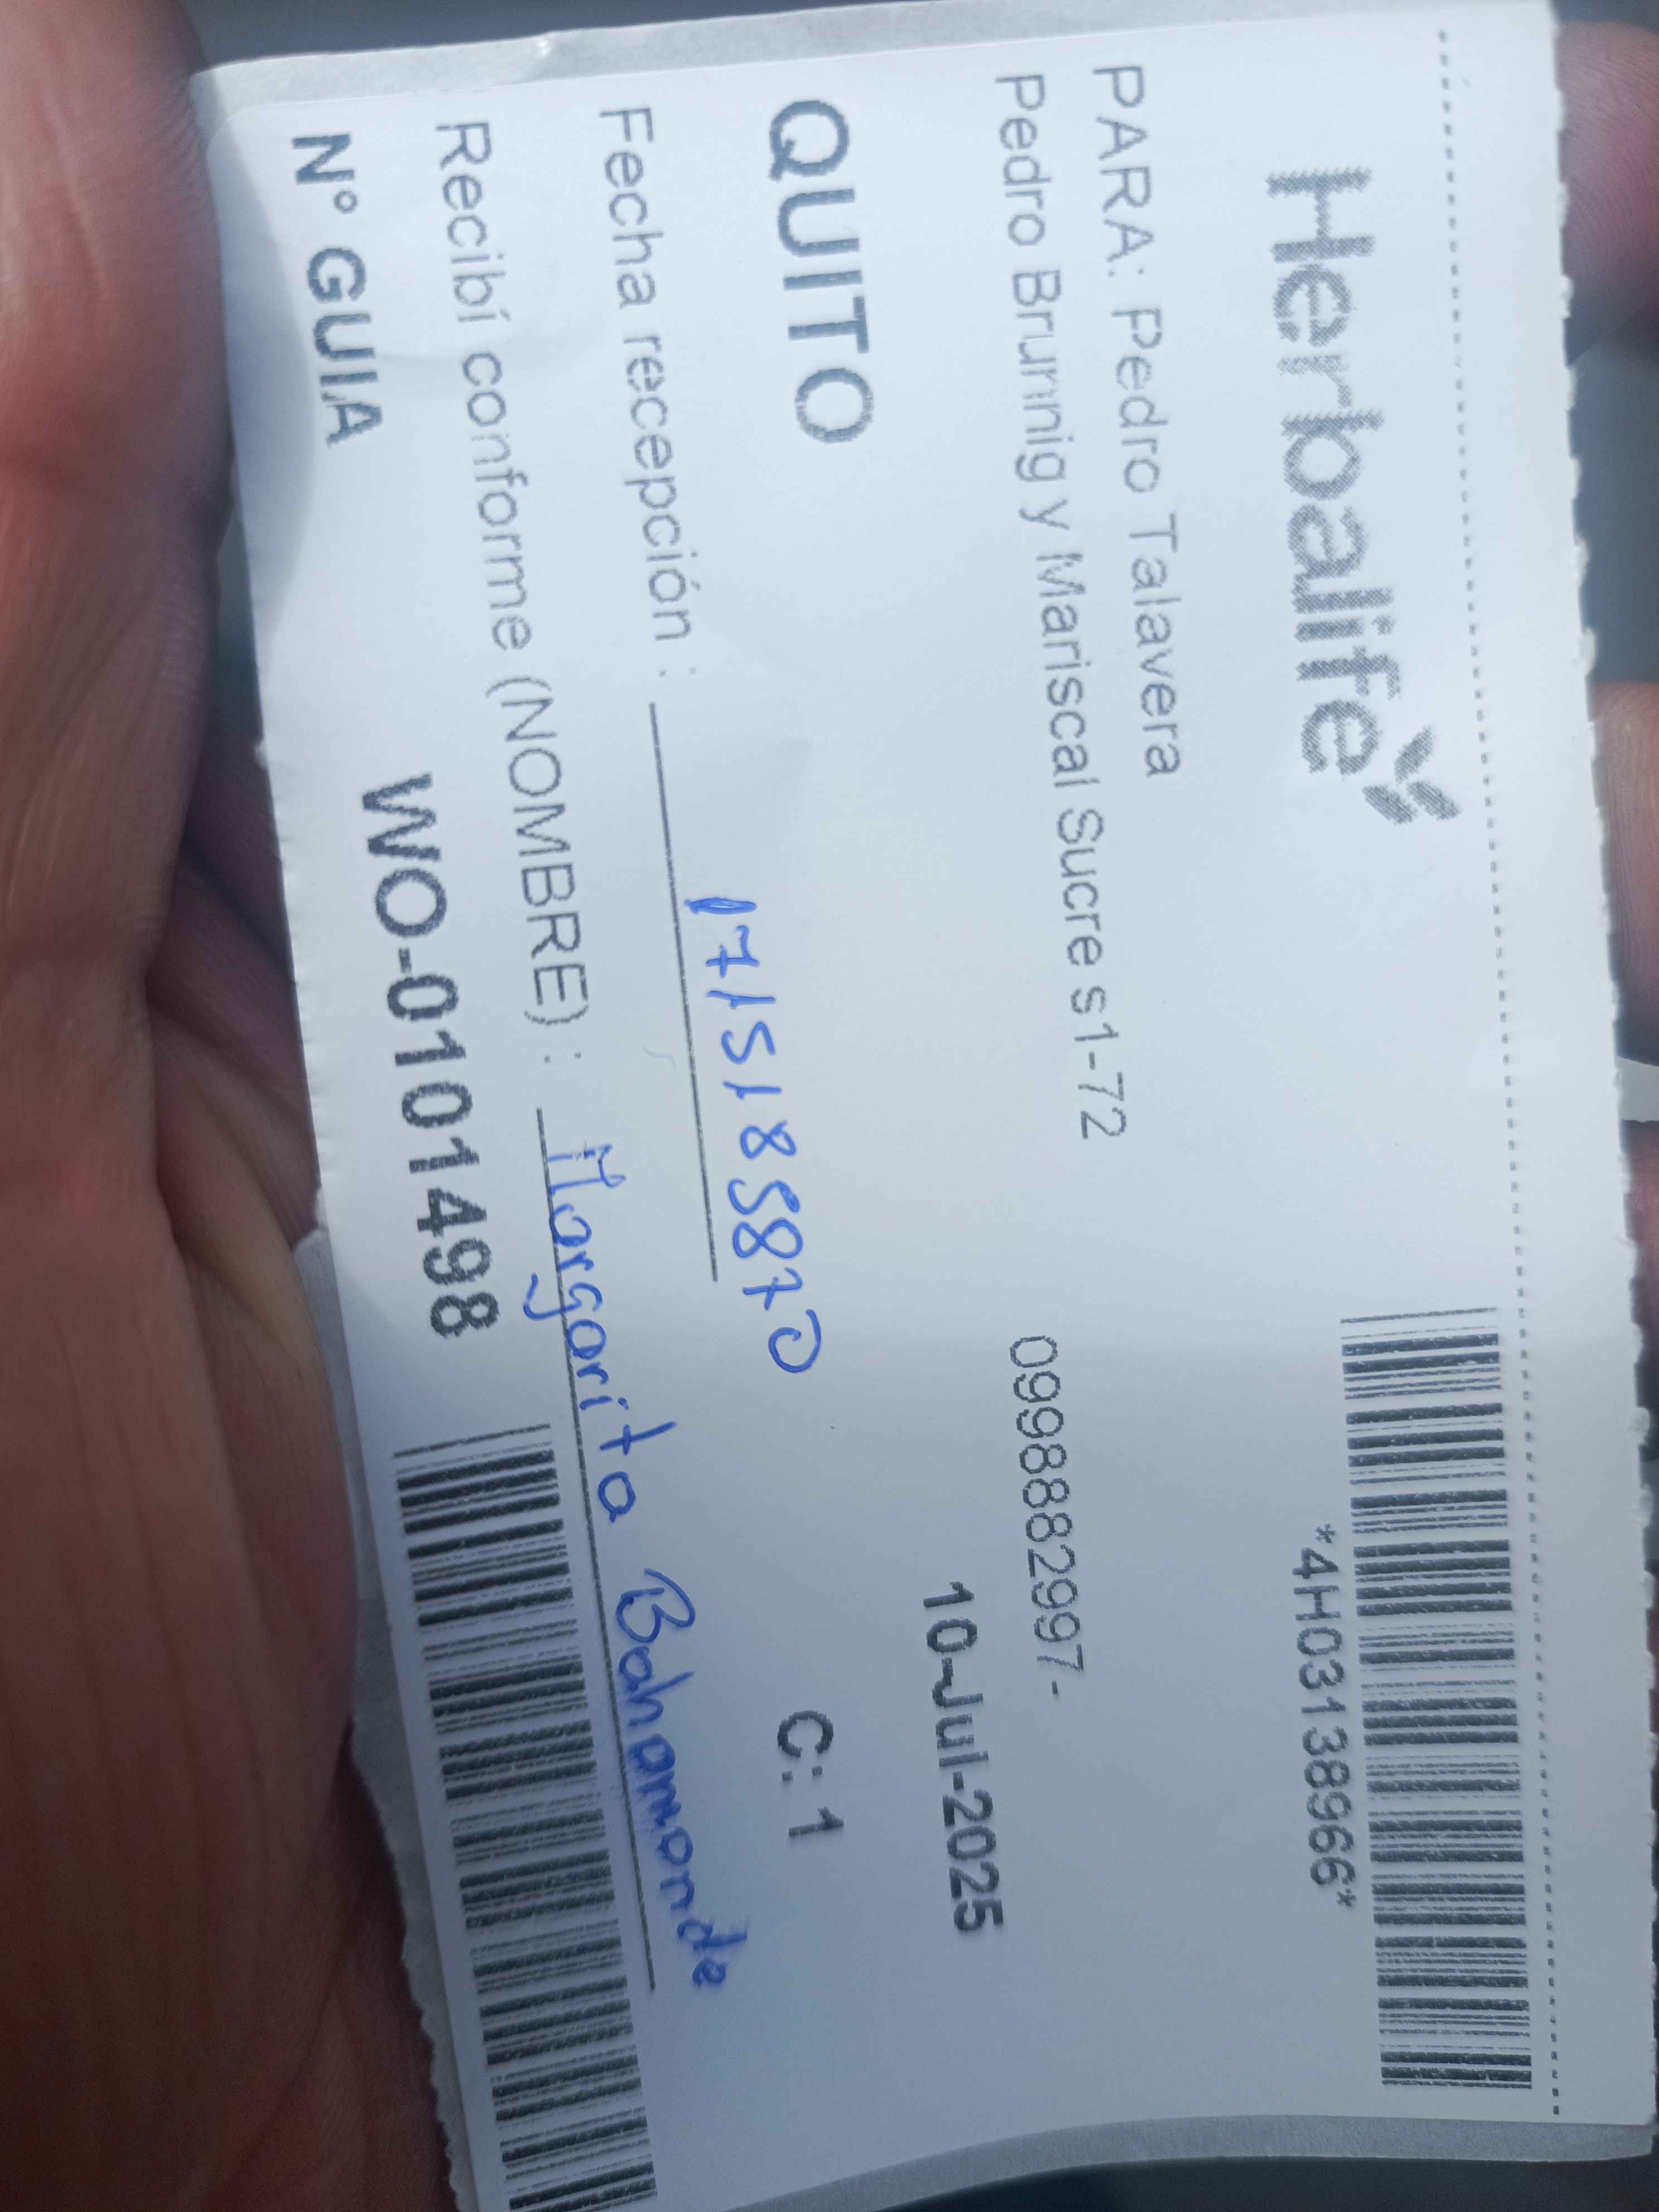 Herbalife
*4H03138966*
PARA: Pedro Talavera
Pedro Brunnig y Mariscal Sucre s1-72 0998882997-
10-Jul-2025
QUITO C: 1
Fecha recepción : 1715185870
Recibí conforme (NOMBRE) : Margarita Bahamonde
N° GUIA WO-0101498